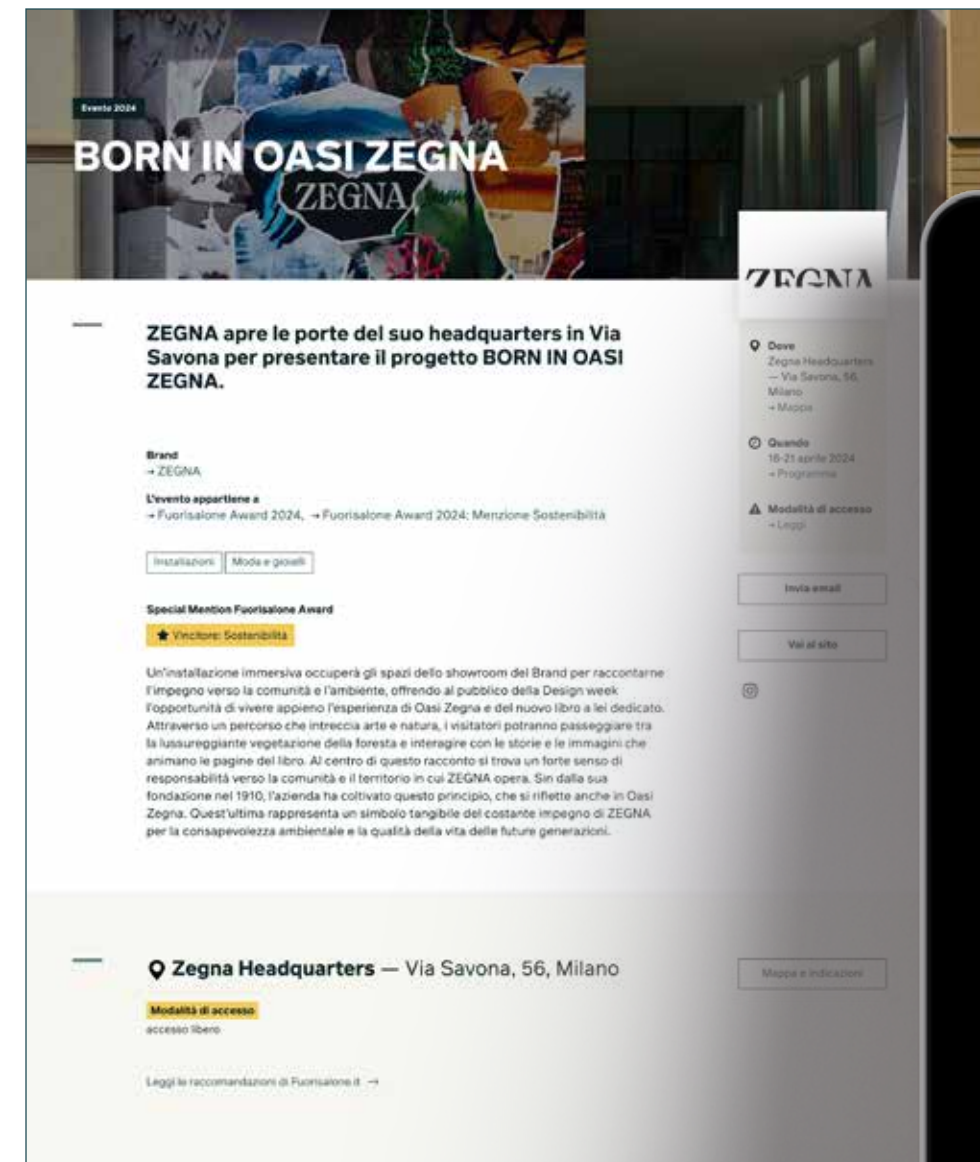 Evento 2024
BORN IN OASI ZEGNA
ZEGNA
ZEGNA
ZEGNA apre le porte del suo headquarters in Via
Savona per presentare il progetto BORN IN OASI
ZEGNA.
Brand
→ ZEGNA
L'evento appartiene a
→ Fuorisalone Award 2024, → Fuorisalone Award 2024: Menzione Sostenibilità
Installazioni Moda e gioielli
Special Mention Fuorisalone Award
★ Vincitore: Sostenibilità
Un'installazione immersiva occuperà gli spazi dello showroom del Brand per raccontarne
l'impegno verso la comunità e l'ambiente, offrendo al pubblico della Design week
l'opportunità di vivere appieno l'esperienza di Oasi Zegna e del nuovo libro a lei dedicato.
Attraverso un percorso che intreccia arte e natura, i visitatori potranno passeggiare tra
la lussureggiante vegetazione della foresta e interagire con le storie e le immagini che
animano le pagine del libro. Al centro di questo racconto si trova un forte senso di
responsabilità verso la comunità e il territorio in cui ZEGNA opera. Sin dalla sua
fondazione nel 1910, l'azienda ha coltivato questo principio, che si riflette anche in Oasi
Zegna. Quest'ultima rappresenta un simbolo tangibile del costante impegno di ZEGNA
per la consapevolezza ambientale e la qualità della vita delle future generazioni.
Dove
Zegna Headquarters
— Via Savona, 56,
Milano
→ Mappa
Quando
16-21 aprile 2024
→ Programma
Modalità di accesso
→ Leggi
Invia email
Vai al sito
Zegna Headquarters — Via Savona, 56, Milano
Mappa e indicazioni
Modalità di accesso
accesso libero
Leggi le raccomandazioni di Fuorisalone.it →